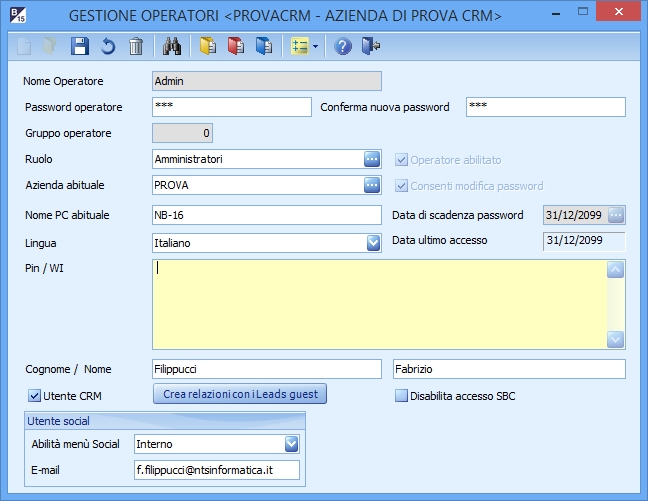 B 15 GESTIONE OPERATORI <PROVACRM - AZIENDA DI PROVA CRM>
Nome Operatore Admin
Password operatore *** Conferma nuova password ***
Gruppo operatore 0
Ruolo Amministratori Operatore abilitato
Azienda abituale PROVA Consenti modifica password
Nome PC abituale NB-16 Data di scadenza password 31/12/2099
Lingua Italiano Data ultimo accesso 31/12/2099
Pin / WI
Cognome / Nome Filippucci Fabrizio
Utente CRM Crea relazioni con i Leads guest Disabilita accesso SBC
Utente social
Abilità menù Social Interno
E-mail f.filippucci@ntsinformatica.it